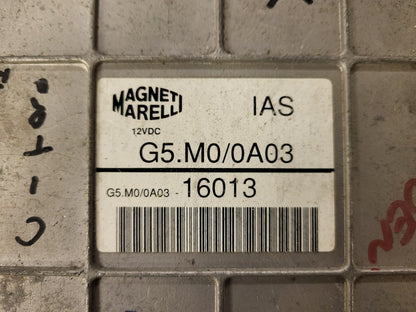 MAGNETI
MARELLI
IAS
12VDC
G5.M0/0A03
G5.M0/0A03 - 16013